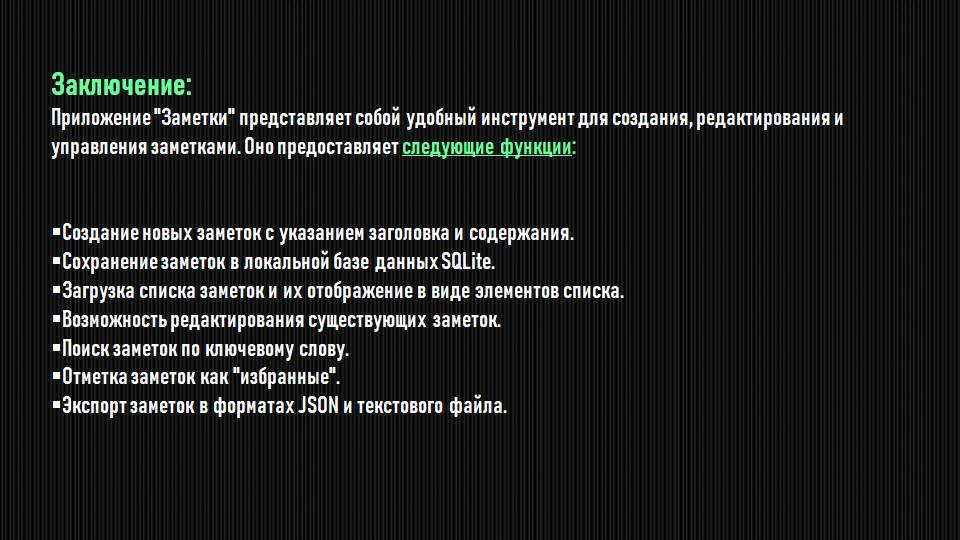 Заключение:
Приложение "Заметки" представляет собой удобный инструмент для создания, редактирования и
управления заметками. Оно предоставляет следующие функции:
▪Создание новых заметок с указанием заголовка и содержания.
▪Сохранение заметок в локальной базе данных SQLite.
▪Загрузка списка заметок и их отображение в виде элементов списка.
▪Возможность редактирования существующих заметок.
▪Поиск заметок по ключевому слову.
▪Отметка заметок как "избранные".
▪Экспорт заметок в форматах JSON и текстового файла.